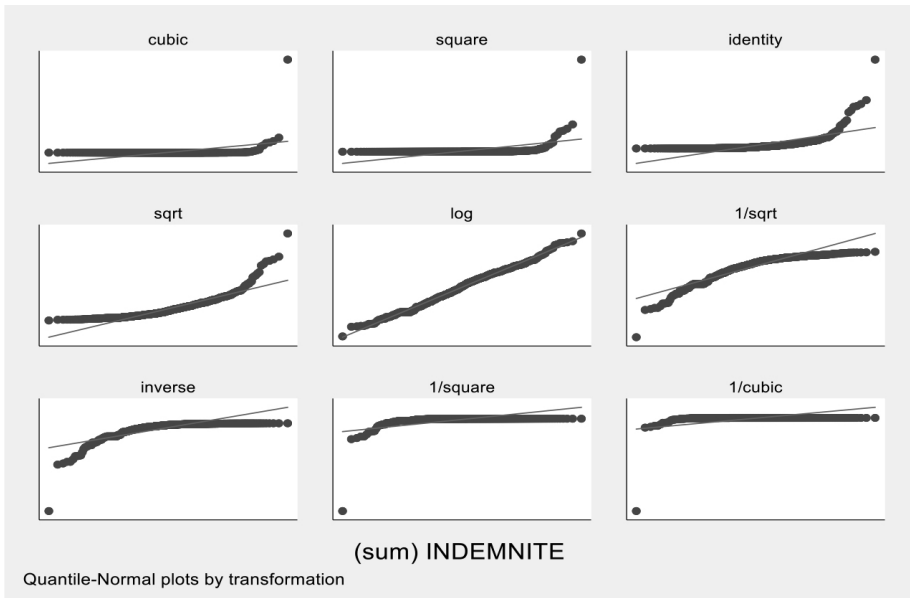 cubic
square
identity
sqrt
log
1/sqrt
inverse
1/square
1/cubic
(sum) INDEMNITE
Quantile-Normal plots by transformation